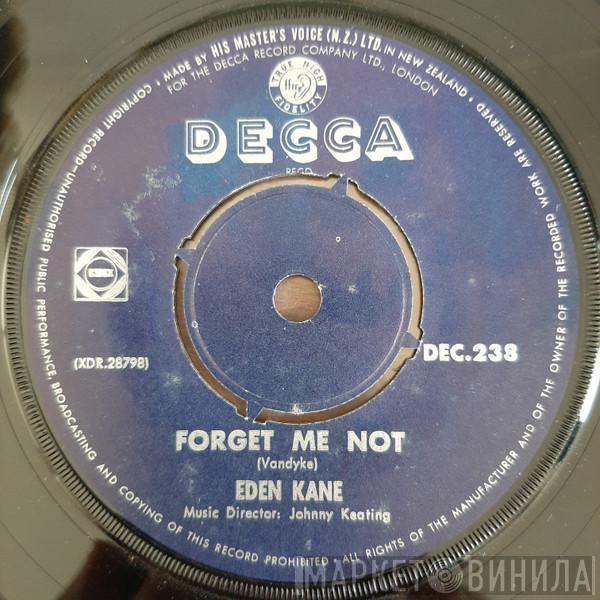 MADE BY HIS MASTER'S VOICE (N.Z.) LTD. IN NEW ZEALAND •
FOR THE DECCA RECORD COMPANY LTD., LONDON
TRUE HIGH
FIDELITY
DECCA
REGD.
(XDR.28798)
DEC.238
FORGET ME NOT
(Vandyke)
EDEN KANE
Music Director: Johnny Keating
• COPYRIGHT RECORD-UNAUTHORISED PUBLIC PERFORMANCE, BROADCASTING AND COPYING OF THIS RECORD PROHIBITED • ALL RIGHTS OF THE MANUFACTURER AND OF THE OWNER OF THE RECORDED WORK ARE RESERVED
МАРКЕТ ВИНИЛА